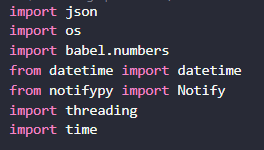 import json
import os
import babel.numbers
from datetime import datetime
from notifypy import Notify
import threading
import time